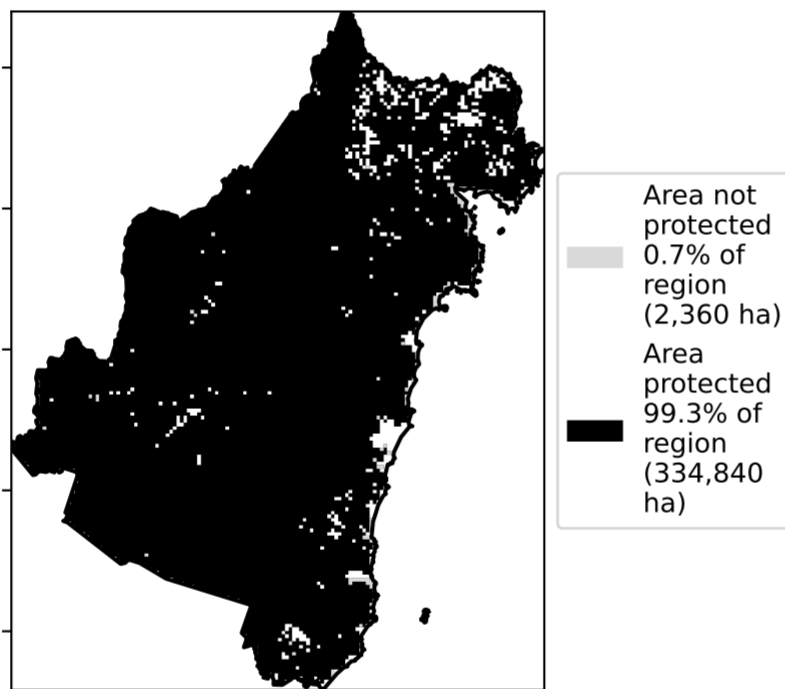 Area not
protected
0.7% of
region
(2,360 ha)
Area
protected
99.3% of
region
(334,840
ha)